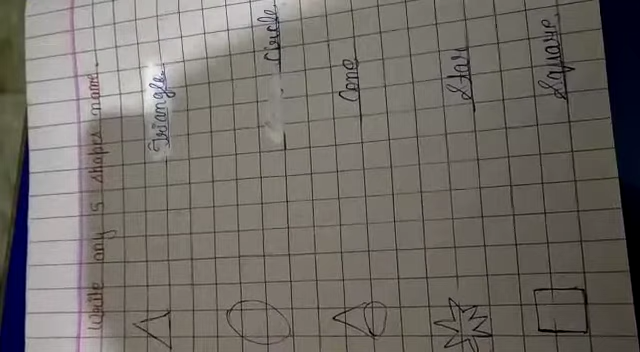 Write any 5 shapes name.
Triangle
Circle
Cone
Star
Square